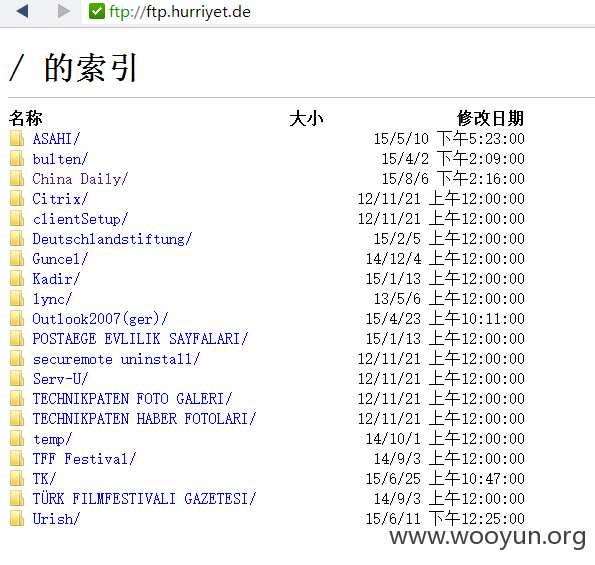 ftp://ftp.hurriyet.de
/ 的索引
名称 大小 修改日期
ASAHI/ 15/5/10 下午5:23:00
bulten/ 15/4/2 下午2:09:00
China Daily/ 15/8/6 下午2:16:00
Citrix/ 12/11/21 上午12:00:00
clientSetup/ 12/11/21 上午12:00:00
Deutschlandstiftung/ 15/2/5 上午12:00:00
Guncel/ 14/12/4 上午12:00:00
Kadir/ 15/1/13 上午12:00:00
lync/ 13/5/6 上午12:00:00
Outlook2007(ger)/ 15/4/23 上午10:11:00
POSTAEGE EVLILIK SAYFALARI/ 15/1/13 上午12:00:00
securemote uninstall/ 12/11/21 上午12:00:00
Serv-U/ 12/11/21 上午12:00:00
TECHNIKPATEN FOTO GALERI/ 12/11/21 上午12:00:00
TECHNIKPATEN HABER FOTOLARI/ 12/11/21 上午12:00:00
temp/ 14/10/1 上午12:00:00
TFF Festival/ 14/9/3 上午12:00:00
TK/ 15/6/25 上午10:47:00
TÜRK FILMFESTIVALI GAZETESI/ 14/9/3 上午12:00:00
Urish/ 15/6/11 下午12:25:00
www.wooyun.org